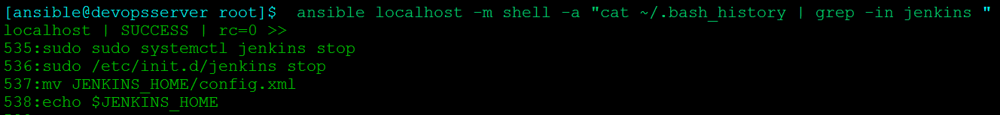 [ansible@devopsserver root]$  ansible localhost -m shell -a "cat ~/.bash_history | grep -in jenkins "
localhost | SUCCESS | rc=0 >>
535:sudo sudo systemctl jenkins stop
536:sudo /etc/init.d/jenkins stop
537:mv JENKINS_HOME/config.xml
538:echo $JENKINS_HOME